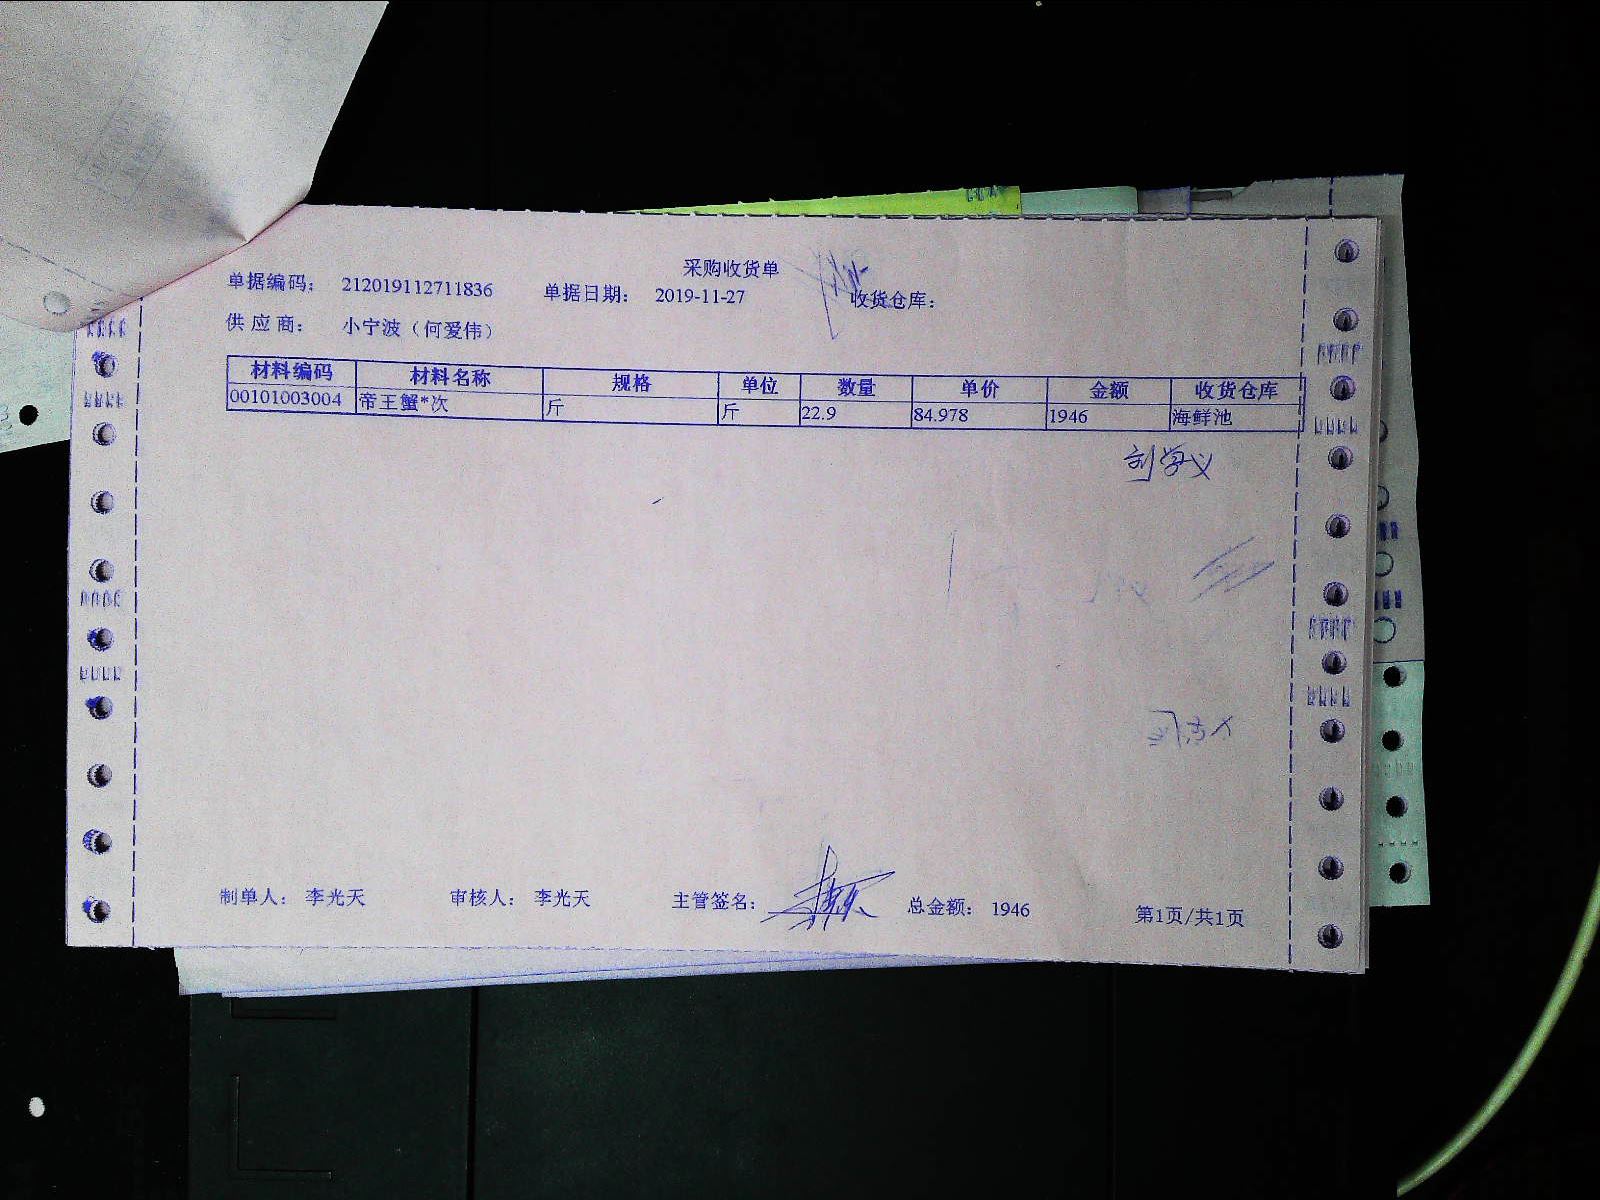 采购收货单
单据编码： 212019112711836 单据日期： 2019-11-27 收货仓库：
供应商： 小宁波（何爱伟）
材料编码 材料名称 规格 单位 数量 单价 金额 收货仓库
00101003004 帝王蟹*次 斤 斤 22.9 84.978 1946 海鲜池
刘学义
制单人： 李光天 审核人： 李光天 主管签名： 总金额： 1946 第1页/共1页